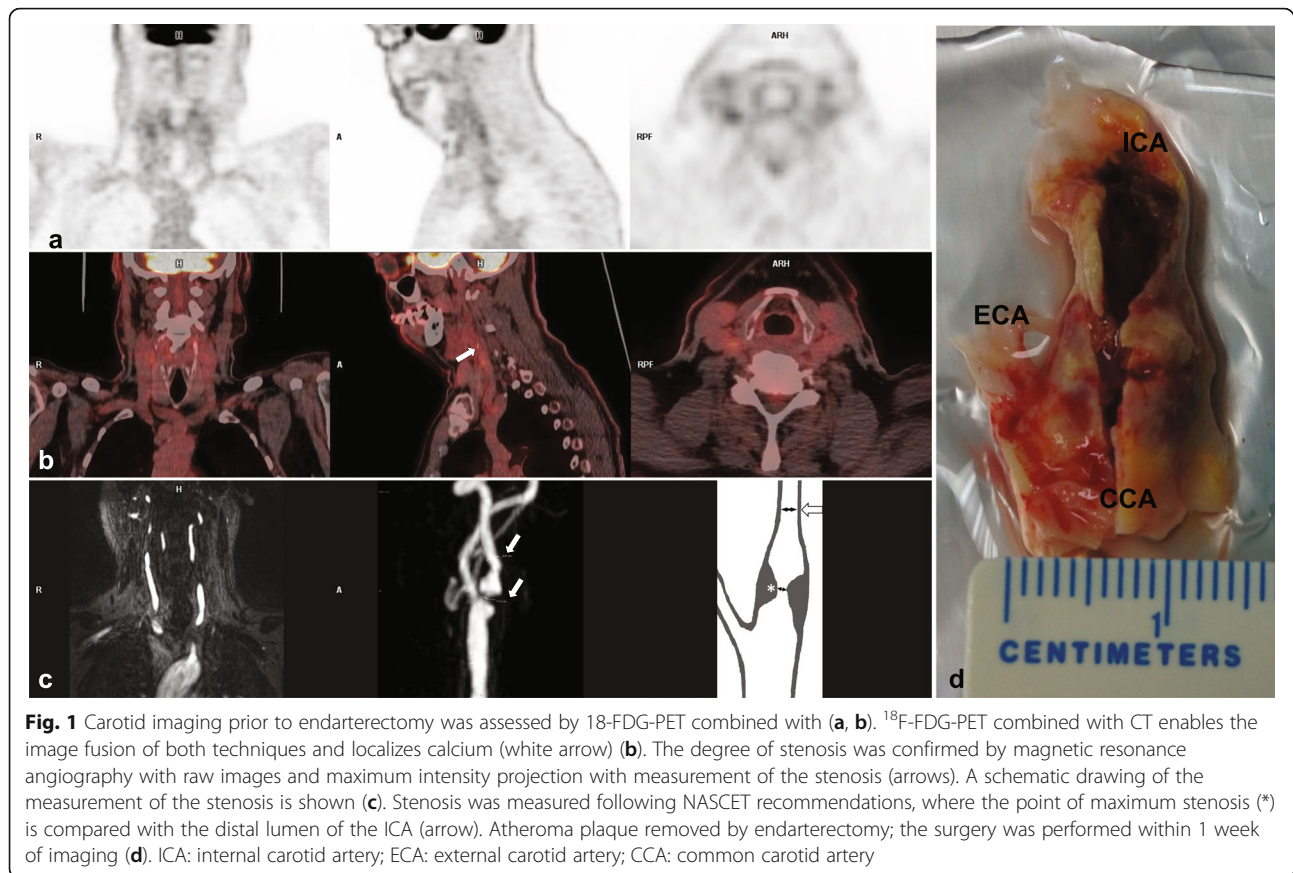 H
H
ARH
R
A
RPF
a
H
H
ARH
R
A
RPF
b
H
R
A
*
c
ICA
ECA
CCA
1
CENTIMETERS
d
Fig. 1 Carotid imaging prior to endarterectomy was assessed by 18-FDG-PET combined with (a, b). ¹⁸F-FDG-PET combined with CT enables the
image fusion of both techniques and localizes calcium (white arrow) (b). The degree of stenosis was confirmed by magnetic resonance
angiography with raw images and maximum intensity projection with measurement of the stenosis (arrows). A schematic drawing of the
measurement of the stenosis is shown (c). Stenosis was measured following NASCET recommendations, where the point of maximum stenosis (*)
is compared with the distal lumen of the ICA (arrow). Atheroma plaque removed by endarterectomy; the surgery was performed within 1 week
of imaging (d). ICA: internal carotid artery; ECA: external carotid artery; CCA: common carotid artery